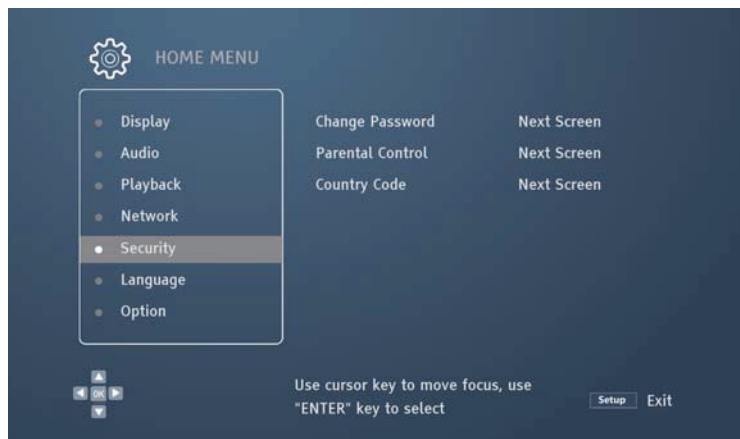 HOME MENU
Display
Audio
Playback
Network
Security
Language
Option
Change Password Next Screen
Parental Control Next Screen
Country Code Next Screen
OK
Use cursor key to move focus, use
"ENTER" key to select
Setup Exit